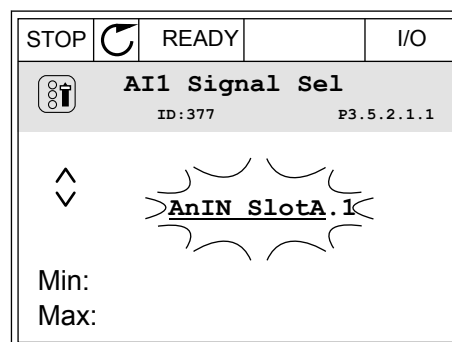 STOP READY I/O
AI1 Signal Sel
ID:377 P3.5.2.1.1
AnIN SlotA.1
Min:
Max: